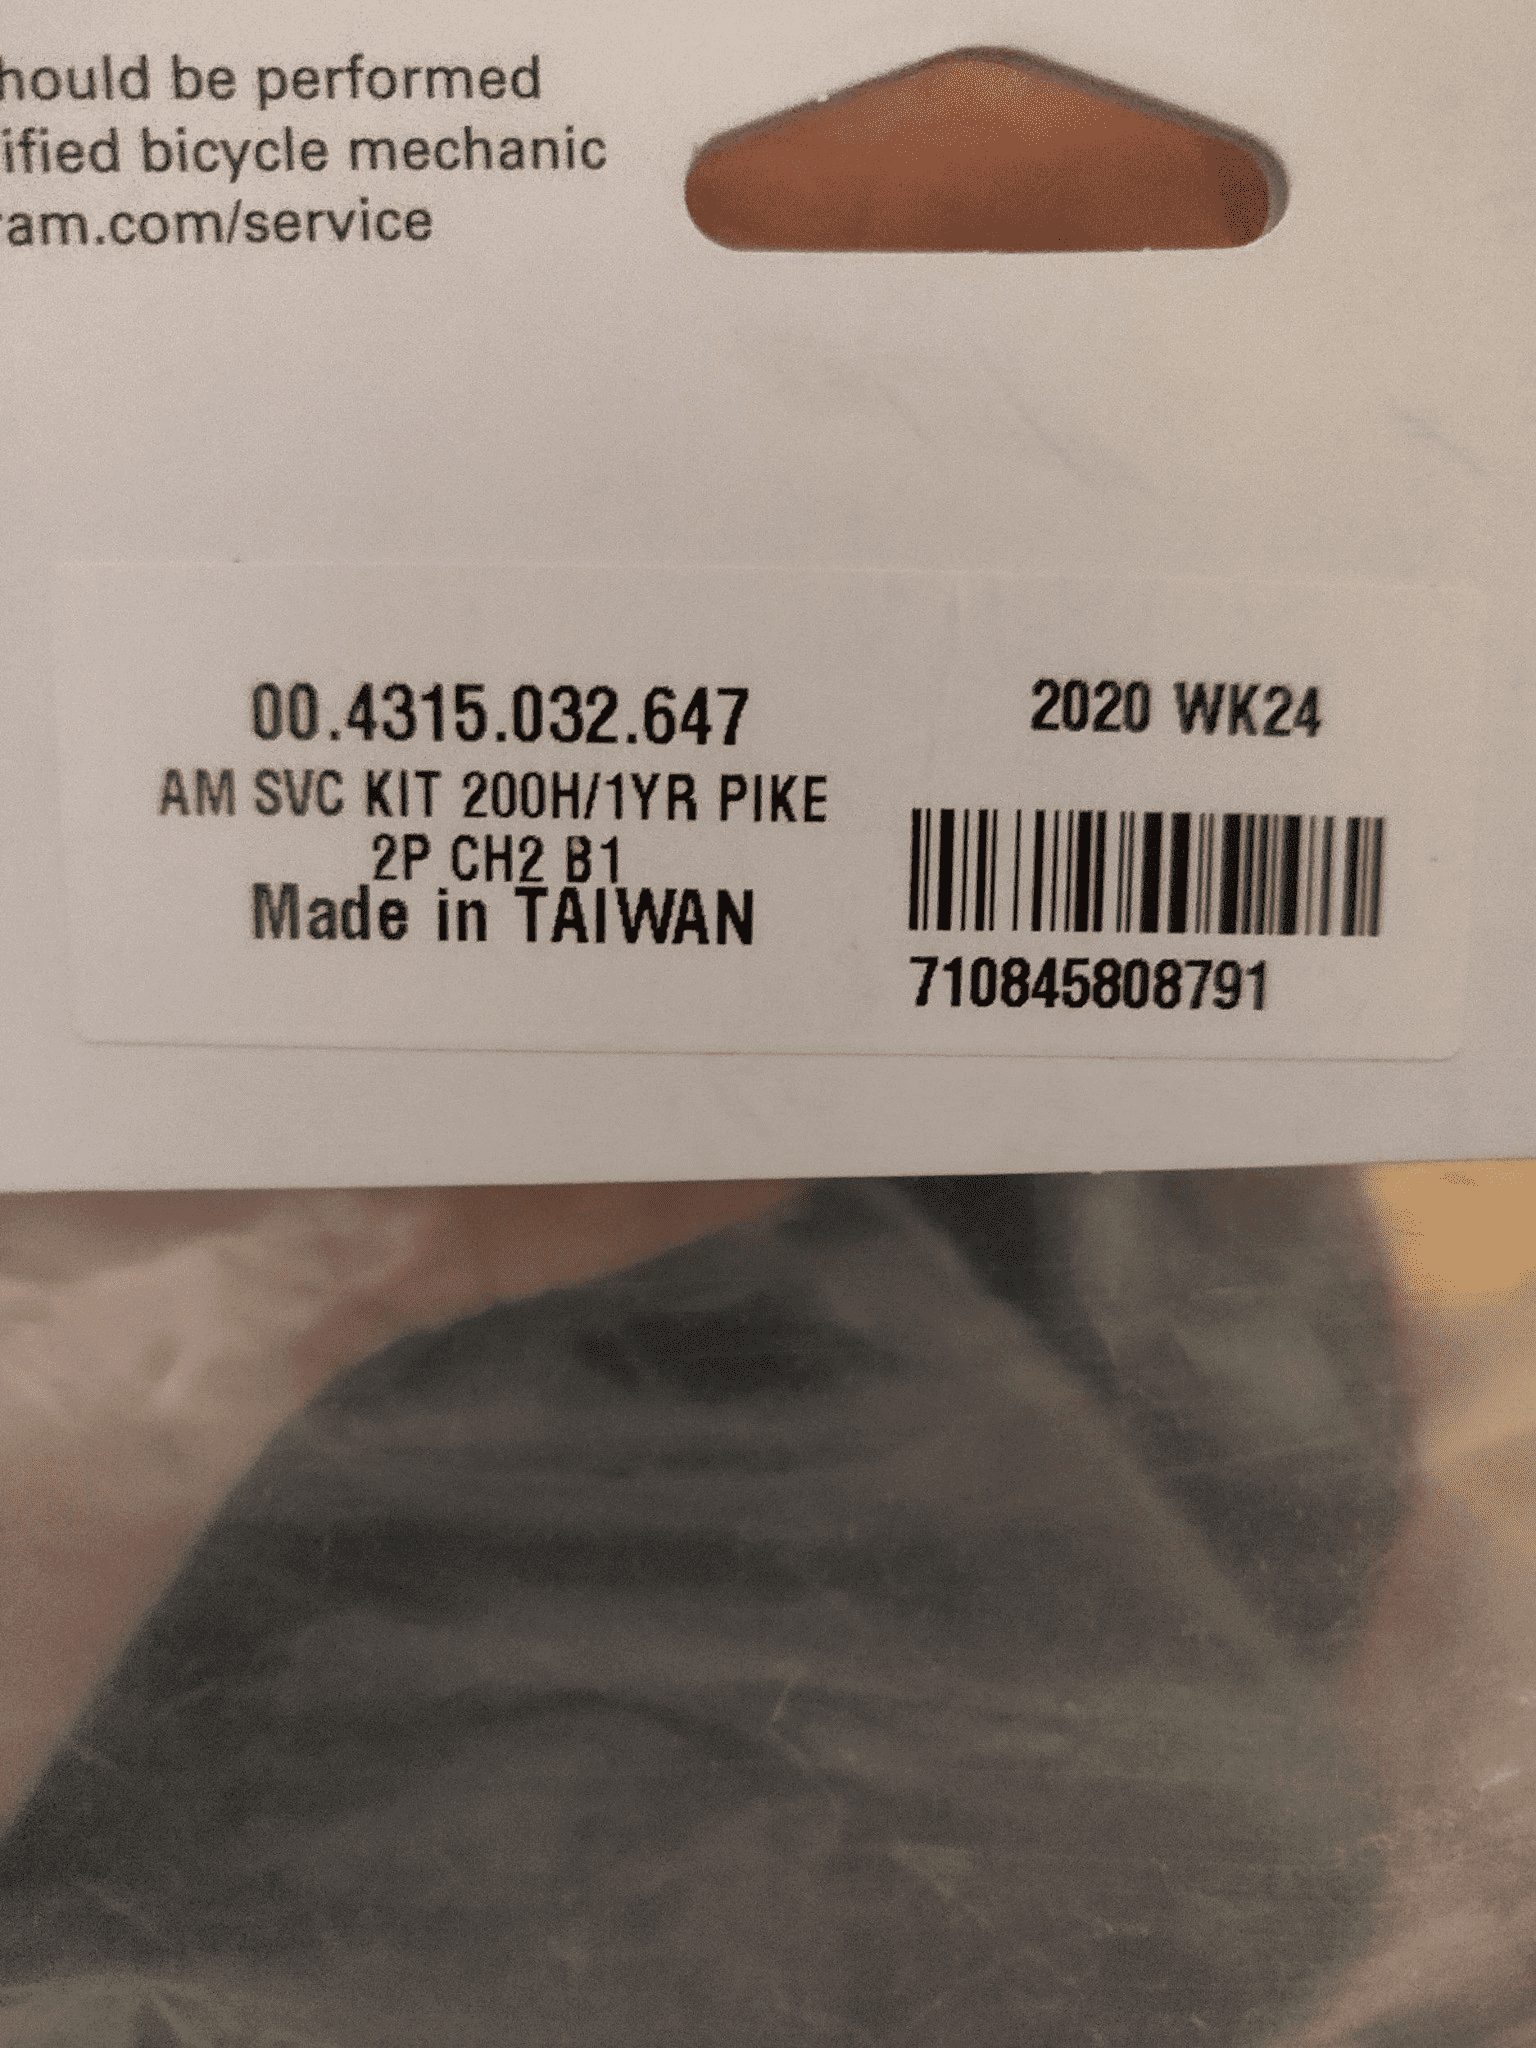 hould be performed
ified bicycle mechanic
ram.com/service
00.4315.032.647
2020 WK24
AM SVC KIT 200H/1YR PIKE
2P CH2 B1
Made in TAIWAN
710845808791